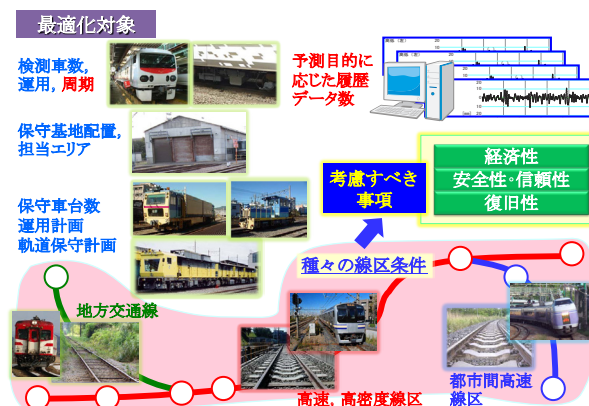 最適化対象
検測車数,
運用, 周期
予測目的に
応じた履歴
データ数
保守基地配置,
担当エリア
考慮すべき
事項
経済性
安全性・信頼性
復旧性
保守車台数
運用計画
軌道保守計画
種々の線区条件
地方交通線
高速, 高密度線区
都市間高速
線区